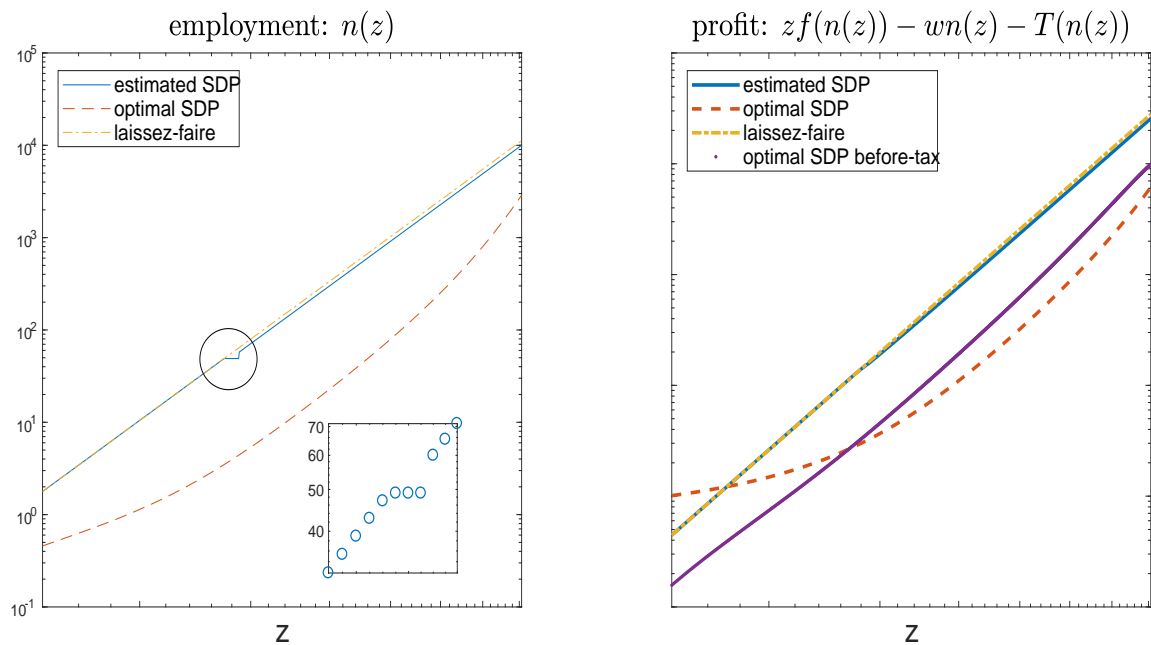 employment: n(z)
10^5
10^4
10^3
10^2
10^1
10^0
10^-1
estimated SDP
optimal SDP
laissez-faire
70
60
50
40
z
profit: zf(n(z)) − wn(z) − T(n(z))
estimated SDP
optimal SDP
laissez-faire
optimal SDP before-tax
z